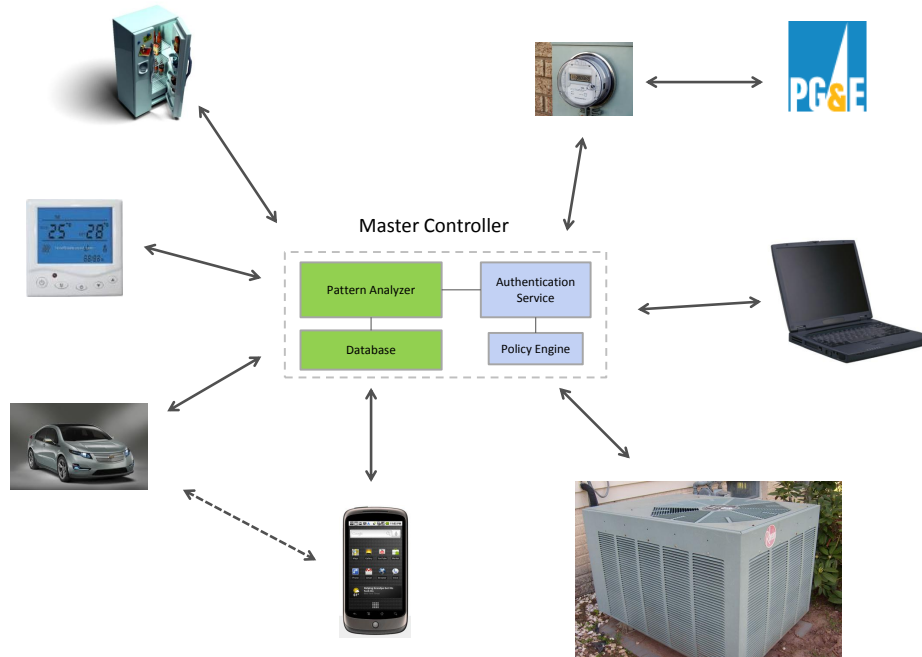 PG&E
25°C 28°C
Master Controller
Pattern Analyzer
Authentication
Service
Database
Policy Engine